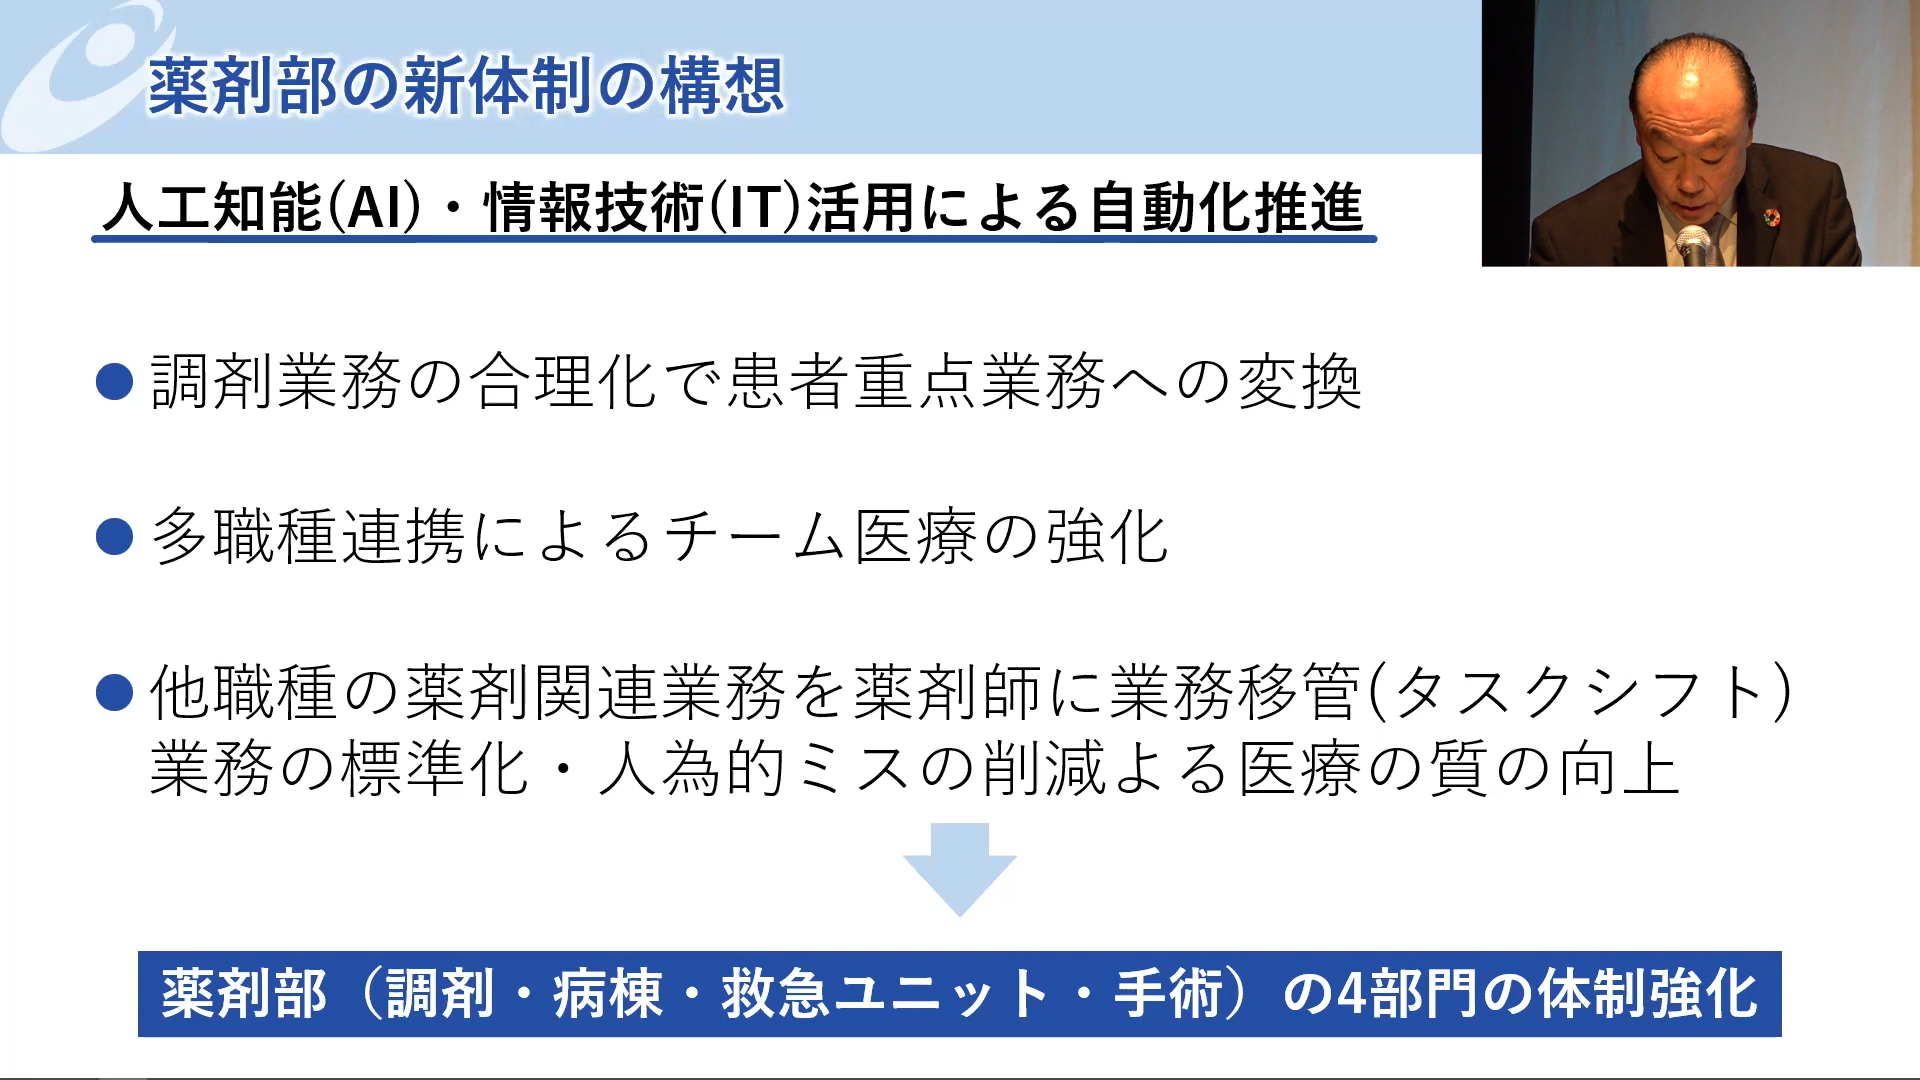 薬剤部の新体制の構想
人工知能(AI)・情報技術(IT)活用による自動化推進
●調剤業務の合理化で患者重点業務への変換
●多職種連携によるチーム医療の強化
●他職種の薬剤関連業務を薬剤師に業務移管(タスクシフト)
業務の標準化・人為的ミスの削減よる医療の質の向上
薬剤部（調剤・病棟・救急ユニット・手術）の4部門の体制強化